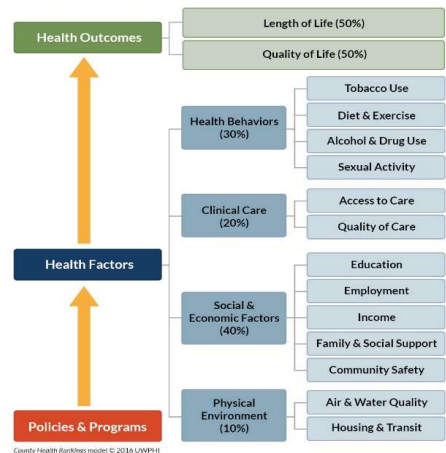 Health Outcomes
Length of Life (50%)
Quality of Life (50%)
Health Factors
Health Behaviors
(30%)
Tobacco Use
Diet & Exercise
Alcohol & Drug Use
Sexual Activity
Clinical Care
(20%)
Access to Care
Quality of Care
Social &
Economic Factors
(40%)
Education
Employment
Income
Family & Social Support
Community Safety
Physical
Environment
(10%)
Air & Water Quality
Housing & Transit
Policies & Programs
County Health Rankings model © 2016 UWPHI